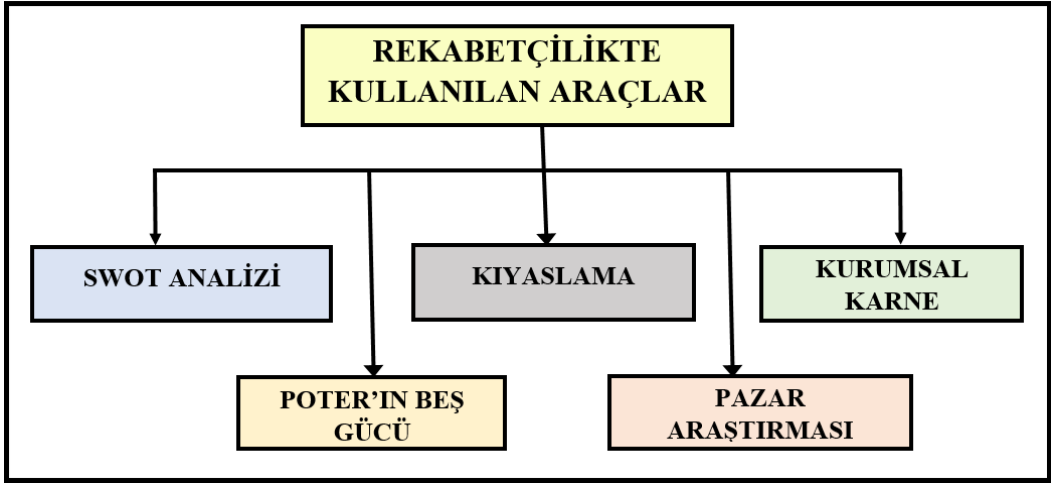 REKABETÇİLİKTE
KULLANILAN ARAÇLAR
SWOT ANALİZİ
KIYASLAMA
KURUMSAL
KARNE
POTER’IN BEŞ
GÜCÜ
PAZAR
ARAŞTIRMASI